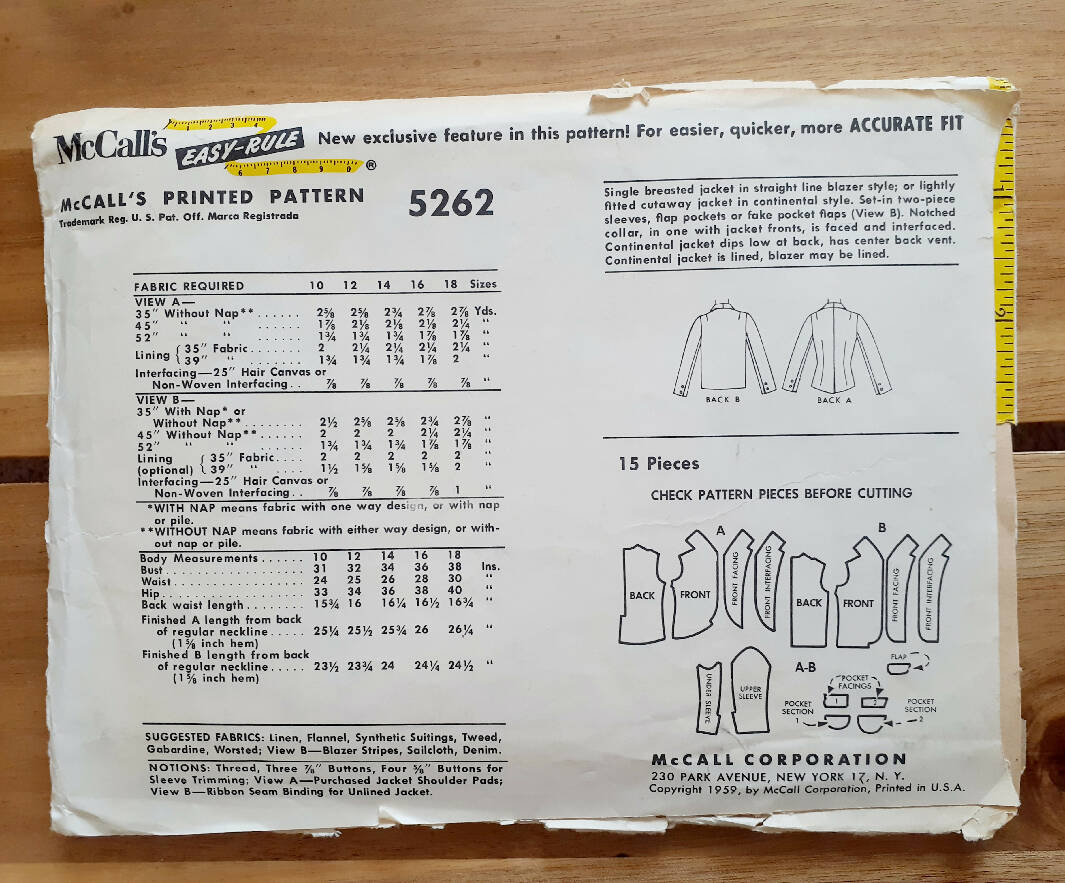 McCall's EASY-RULE ® New exclusive feature in this pattern! For easier, quicker, more ACCURATE FIT
1 2 3 4
6 7 8 9 0
McCALL'S PRINTED PATTERN 5262
Trademark Reg. U. S. Pat. Off. Marca Registrada
FABRIC REQUIRED 10 12 14 16 18 Sizes
VIEW A—
35″ Without Nap** ...... 2⅝ 2⅝ 2¾ 2⅞ 2⅞ Yds.
45″ ″ ″ ...... 1⅞ 2⅛ 2⅛ 2⅛ 2¼ ″
52″ ″ ″ ...... 1¾ 1¾ 1¾ 1⅞ 1⅞ ″
Lining { 35″ Fabric ....... 2 2¼ 2¼ 2¼ 2¼ ″
39″ ″ ....... 1¾ 1¾ 1¾ 1⅞ 2 ″
Interfacing—25″ Hair Canvas or
Non-Woven Interfacing .. ⅞ ⅞ ⅞ ⅞ ⅞ ″
VIEW B—
35″ With Nap* or
Without Nap** ........ 2½ 2⅝ 2⅝ 2¾ 2⅞ ″
45″ Without Nap** ...... 2 2 2 2¼ 2¼ ″
52″ ″ ″ ...... 1¾ 1¾ 1¾ 1⅞ 1⅞ ″
Lining { 35″ Fabric .... 2 2 2 2 2 ″
(optional) 39″ ″ .... 1½ 1⅝ 1⅝ 1⅝ 2 ″
Interfacing—25″ Hair Canvas or
Non-Woven Interfacing .. ⅞ ⅞ ⅞ ⅞ 1 ″
*WITH NAP means fabric with one way design, or with nap
or pile.
**WITHOUT NAP means fabric with either way design, or with-
out nap or pile.
Body Measurements ...... 10 12 14 16 18
Bust .................... 31 32 34 36 38 Ins.
Waist ................... 24 25 26 28 30 ″
Hip ..................... 33 34 36 38 40 ″
Back waist length ........ 15¾ 16 16¼ 16½ 16¾ ″
Finished A length from back
of regular neckline ..... 25¼ 25½ 25¾ 26 26¼ ″
(1⅝ inch hem)
Finished B length from back
of regular neckline ..... 23½ 23¾ 24 24¼ 24½ ″
(1⅝ inch hem)
SUGGESTED FABRICS: Linen, Flannel, Synthetic Suitings, Tweed,
Gabardine, Worsted; View B—Blazer Stripes, Sailcloth, Denim.
NOTIONS: Thread, Three ⅞″ Buttons, Four ⅝″ Buttons for
Sleeve Trimming; View A—Purchased Jacket Shoulder Pads;
View B—Ribbon Seam Binding for Unlined Jacket.
Single breasted jacket in straight line blazer style; or lightly
fitted cutaway jacket in continental style. Set-in two-piece
sleeves, flap pockets or fake pocket flaps (View B). Notched
collar, in one with jacket fronts, is faced and interfaced.
Continental jacket dips low at back, has center back vent.
Continental jacket is lined, blazer may be lined.
BACK B BACK A
15 Pieces
CHECK PATTERN PIECES BEFORE CUTTING
A B
BACK FRONT FRONT FACING FRONT INTERFACING BACK FRONT FRONT FACING FRONT INTERFACING
A-B
UNDER SLEEVE UPPER SLEEVE
FLAP
POCKET
FACINGS
POCKET
SECTION
1
1 2
POCKET
SECTION
2
McCALL CORPORATION
230 PARK AVENUE, NEW YORK 17, N. Y.
Copyright 1959, by McCall Corporation, Printed in U.S.A.